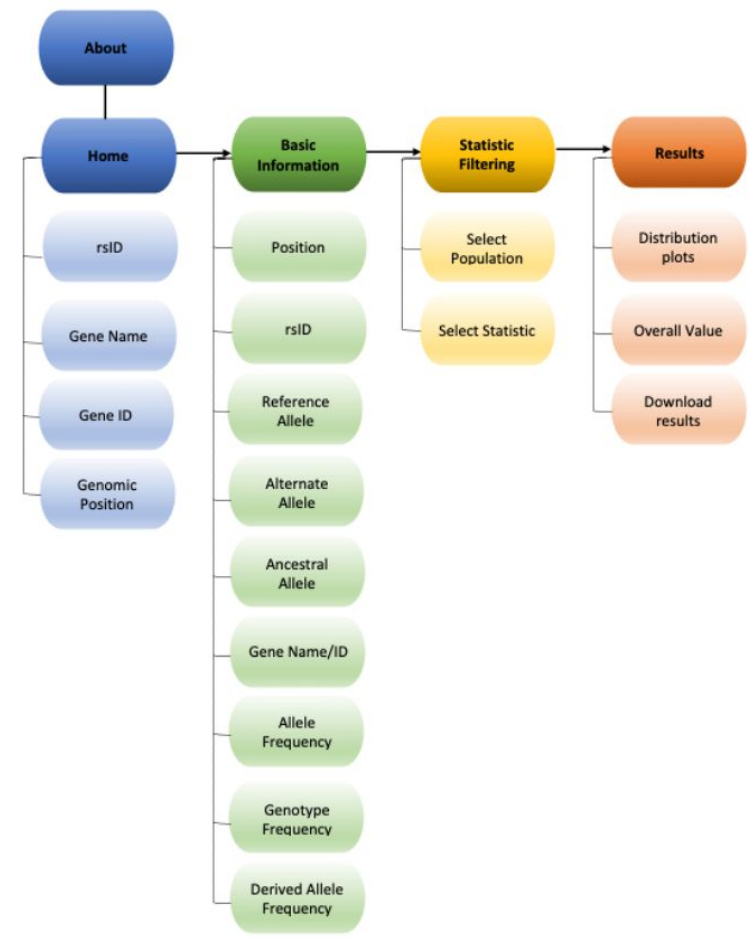 About
Home
rsID
Gene Name
Gene ID
Genomic
Position
Basic
Information
Position
rsID
Reference
Allele
Alternate
Allele
Ancestral
Allele
Gene Name/ID
Allele
Frequency
Genotype
Frequency
Derived Allele
Frequency
Statistic
Filtering
Select
Population
Select Statistic
Results
Distribution
plots
Overall Value
Download
results